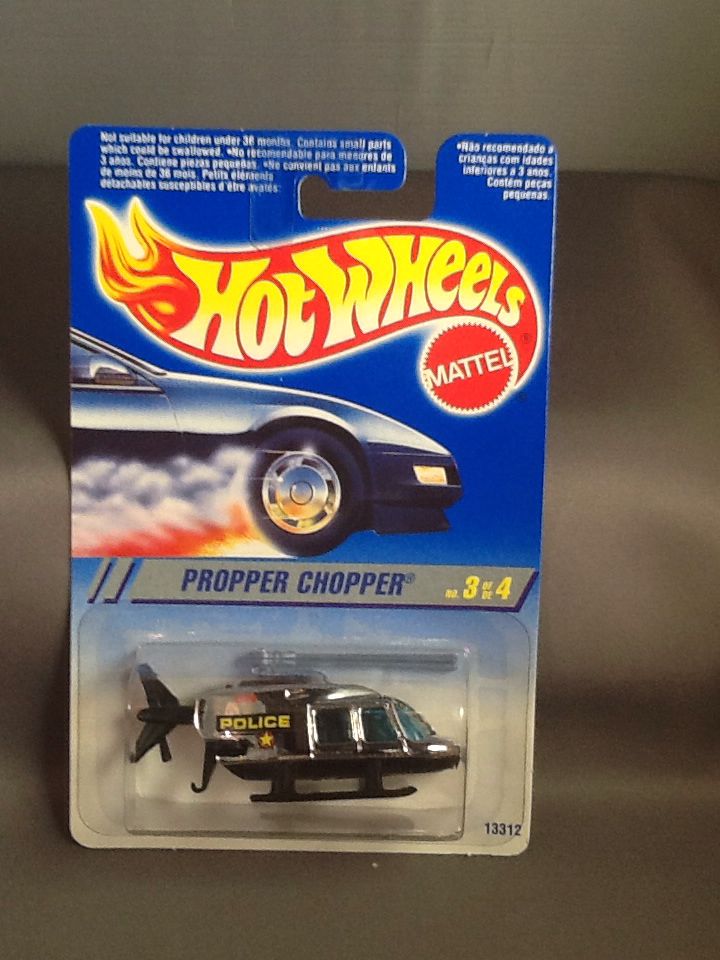 Not suitable for children under 36 months. Contains small parts
which could be swallowed. •No recomendable para menores de
3 años. Contiene piezas pequeñas. •Ne convient pas aux enfants
de moins de 36 mois. Petits éléments
détachables susceptibles d'être avalés.
•Não recomendado a
crianças com idades
inferiores a 3 anos.
Contém peças
pequenas.
HOT WHEELS®
MATTEL®
PROPPER CHOPPER®
NO. 3 OF DE 4
POLICE
13312